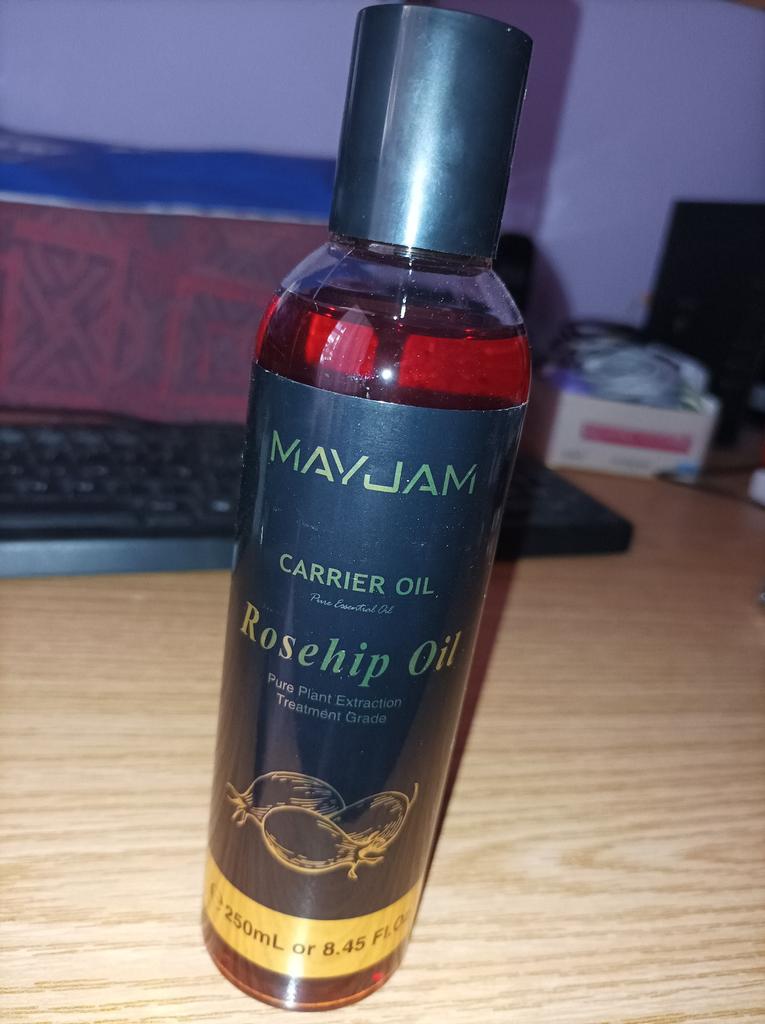 MAYJAM
CARRIER OIL
Pure Essential Oil
Rosehip Oil
Pure Plant Extraction
Treatment Grade
250mL or 8.45 Fl.